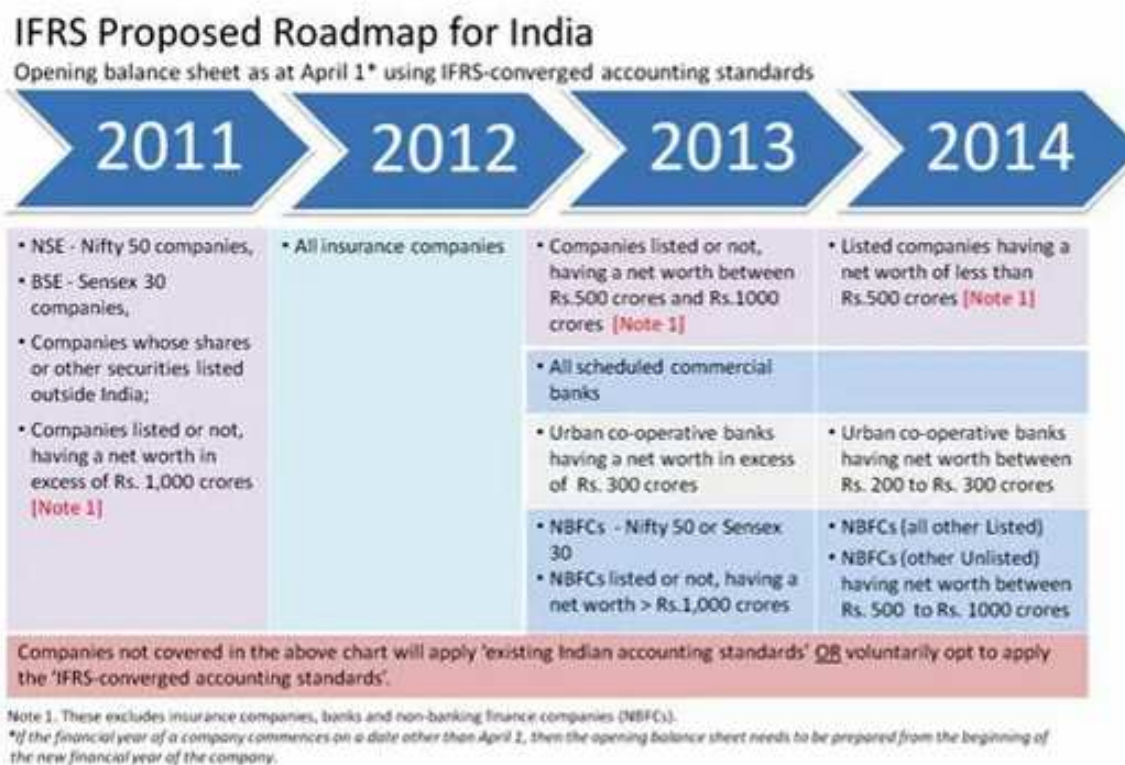 IFRS Proposed Roadmap for India
Opening balance sheet as at April 1* using IFRS-converged accounting standards
2011
2012
2013
2014
• NSE - Nifty 50 companies,
• BSE - Sensex 30
companies,
• Companies whose shares
or other securities listed
outside India;
• Companies listed or not,
having a net worth in
excess of Rs. 1,000 crores
[Note 1]
• All insurance companies
• Companies listed or not,
having a net worth between
Rs.500 crores and Rs.1000
crores [Note 1]
• Listed companies having a
net worth of less than
Rs.500 crores [Note 1]
• All scheduled commercial
banks
• Urban co-operative banks
having a net worth in excess
of Rs. 300 crores
• Urban co-operative banks
having net worth between
Rs. 200 to Rs. 300 crores
• NBFCs - Nifty 50 or Sensex
30
• NBFCs listed or not, having a
net worth > Rs.1,000 crores
• NBFCs (all other Listed)
• NBFCs (other Unlisted)
having net worth between
Rs. 500 to Rs. 1000 crores
Companies not covered in the above chart will apply 'existing Indian accounting standards' OR voluntarily opt to apply
the 'IFRS-converged accounting standards'.
Note 1. These excludes insurance companies, banks and non-banking finance companies (NBFCs).
*If the financial year of a company commences on a date other than April 1, then the opening balance sheet needs to be prepared from the beginning of
the new financial year of the company.